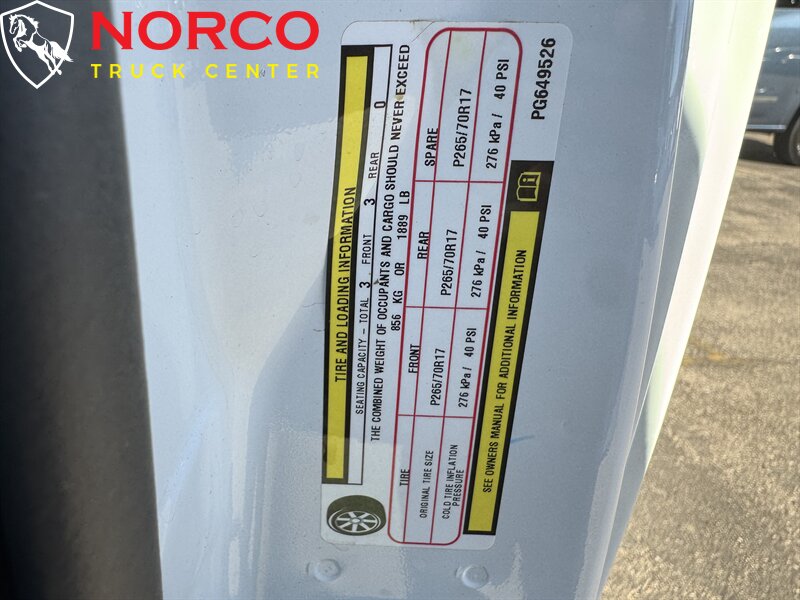 NORCO
TRUCK CENTER
TIRE AND LOADING INFORMATION
SEATING CAPACITY - TOTAL 3 FRONT 3 REAR 0
THE COMBINED WEIGHT OF OCCUPANTS AND CARGO SHOULD NEVER EXCEED
856 KG OR 1889 LB
TIRE FRONT REAR SPARE
ORIGINAL TIRE SIZE P265/70R17 P265/70R17 P265/70R17
COLD TIRE INFLATION
PRESSURE 276 kPa / 40 PSI 276 kPa / 40 PSI 276 kPa / 40 PSI
SEE OWNERS MANUAL FOR ADDITIONAL INFORMATION
PG649526